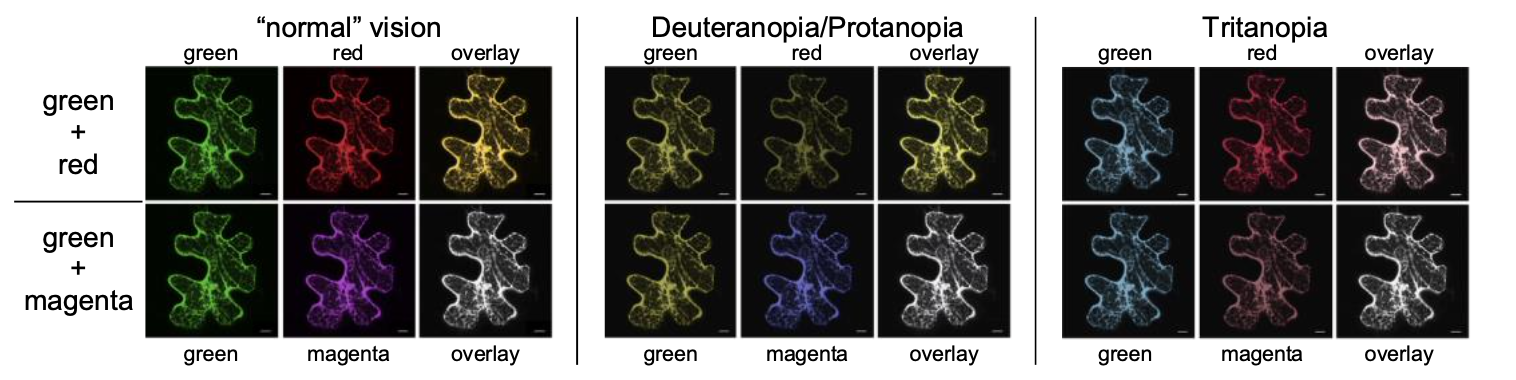 “normal” vision
Deuteranopia/Protanopia
Tritanopia
green red overlay
green red overlay
green red overlay
green
+
red
green
+
magenta
green magenta overlay
green magenta overlay
green magenta overlay